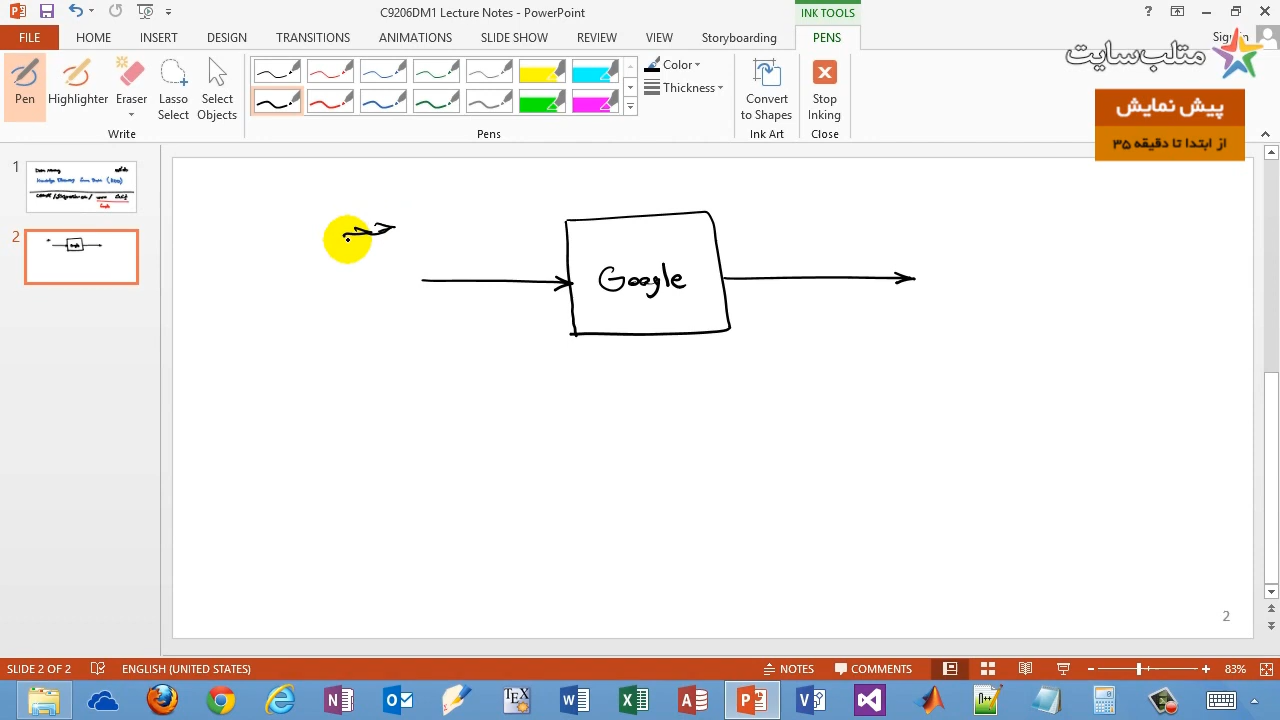 C9206DM1 Lecture Notes - PowerPoint
INK TOOLS
FILE HOME INSERT DESIGN TRANSITIONS ANIMATIONS SLIDE SHOW REVIEW VIEW Storyboarding PENS
متلب‌سایت
Pen Highlighter Eraser Lasso Select Select Objects
Color
Thickness
Convert to Shapes
Stop Inking
Write Pens Ink Art Close
پیش نمایش
از ابتدا تا دقیقه ۳۵
1
2
Google
2
SLIDE 2 OF 2 ENGLISH (UNITED STATES) NOTES COMMENTS 83%